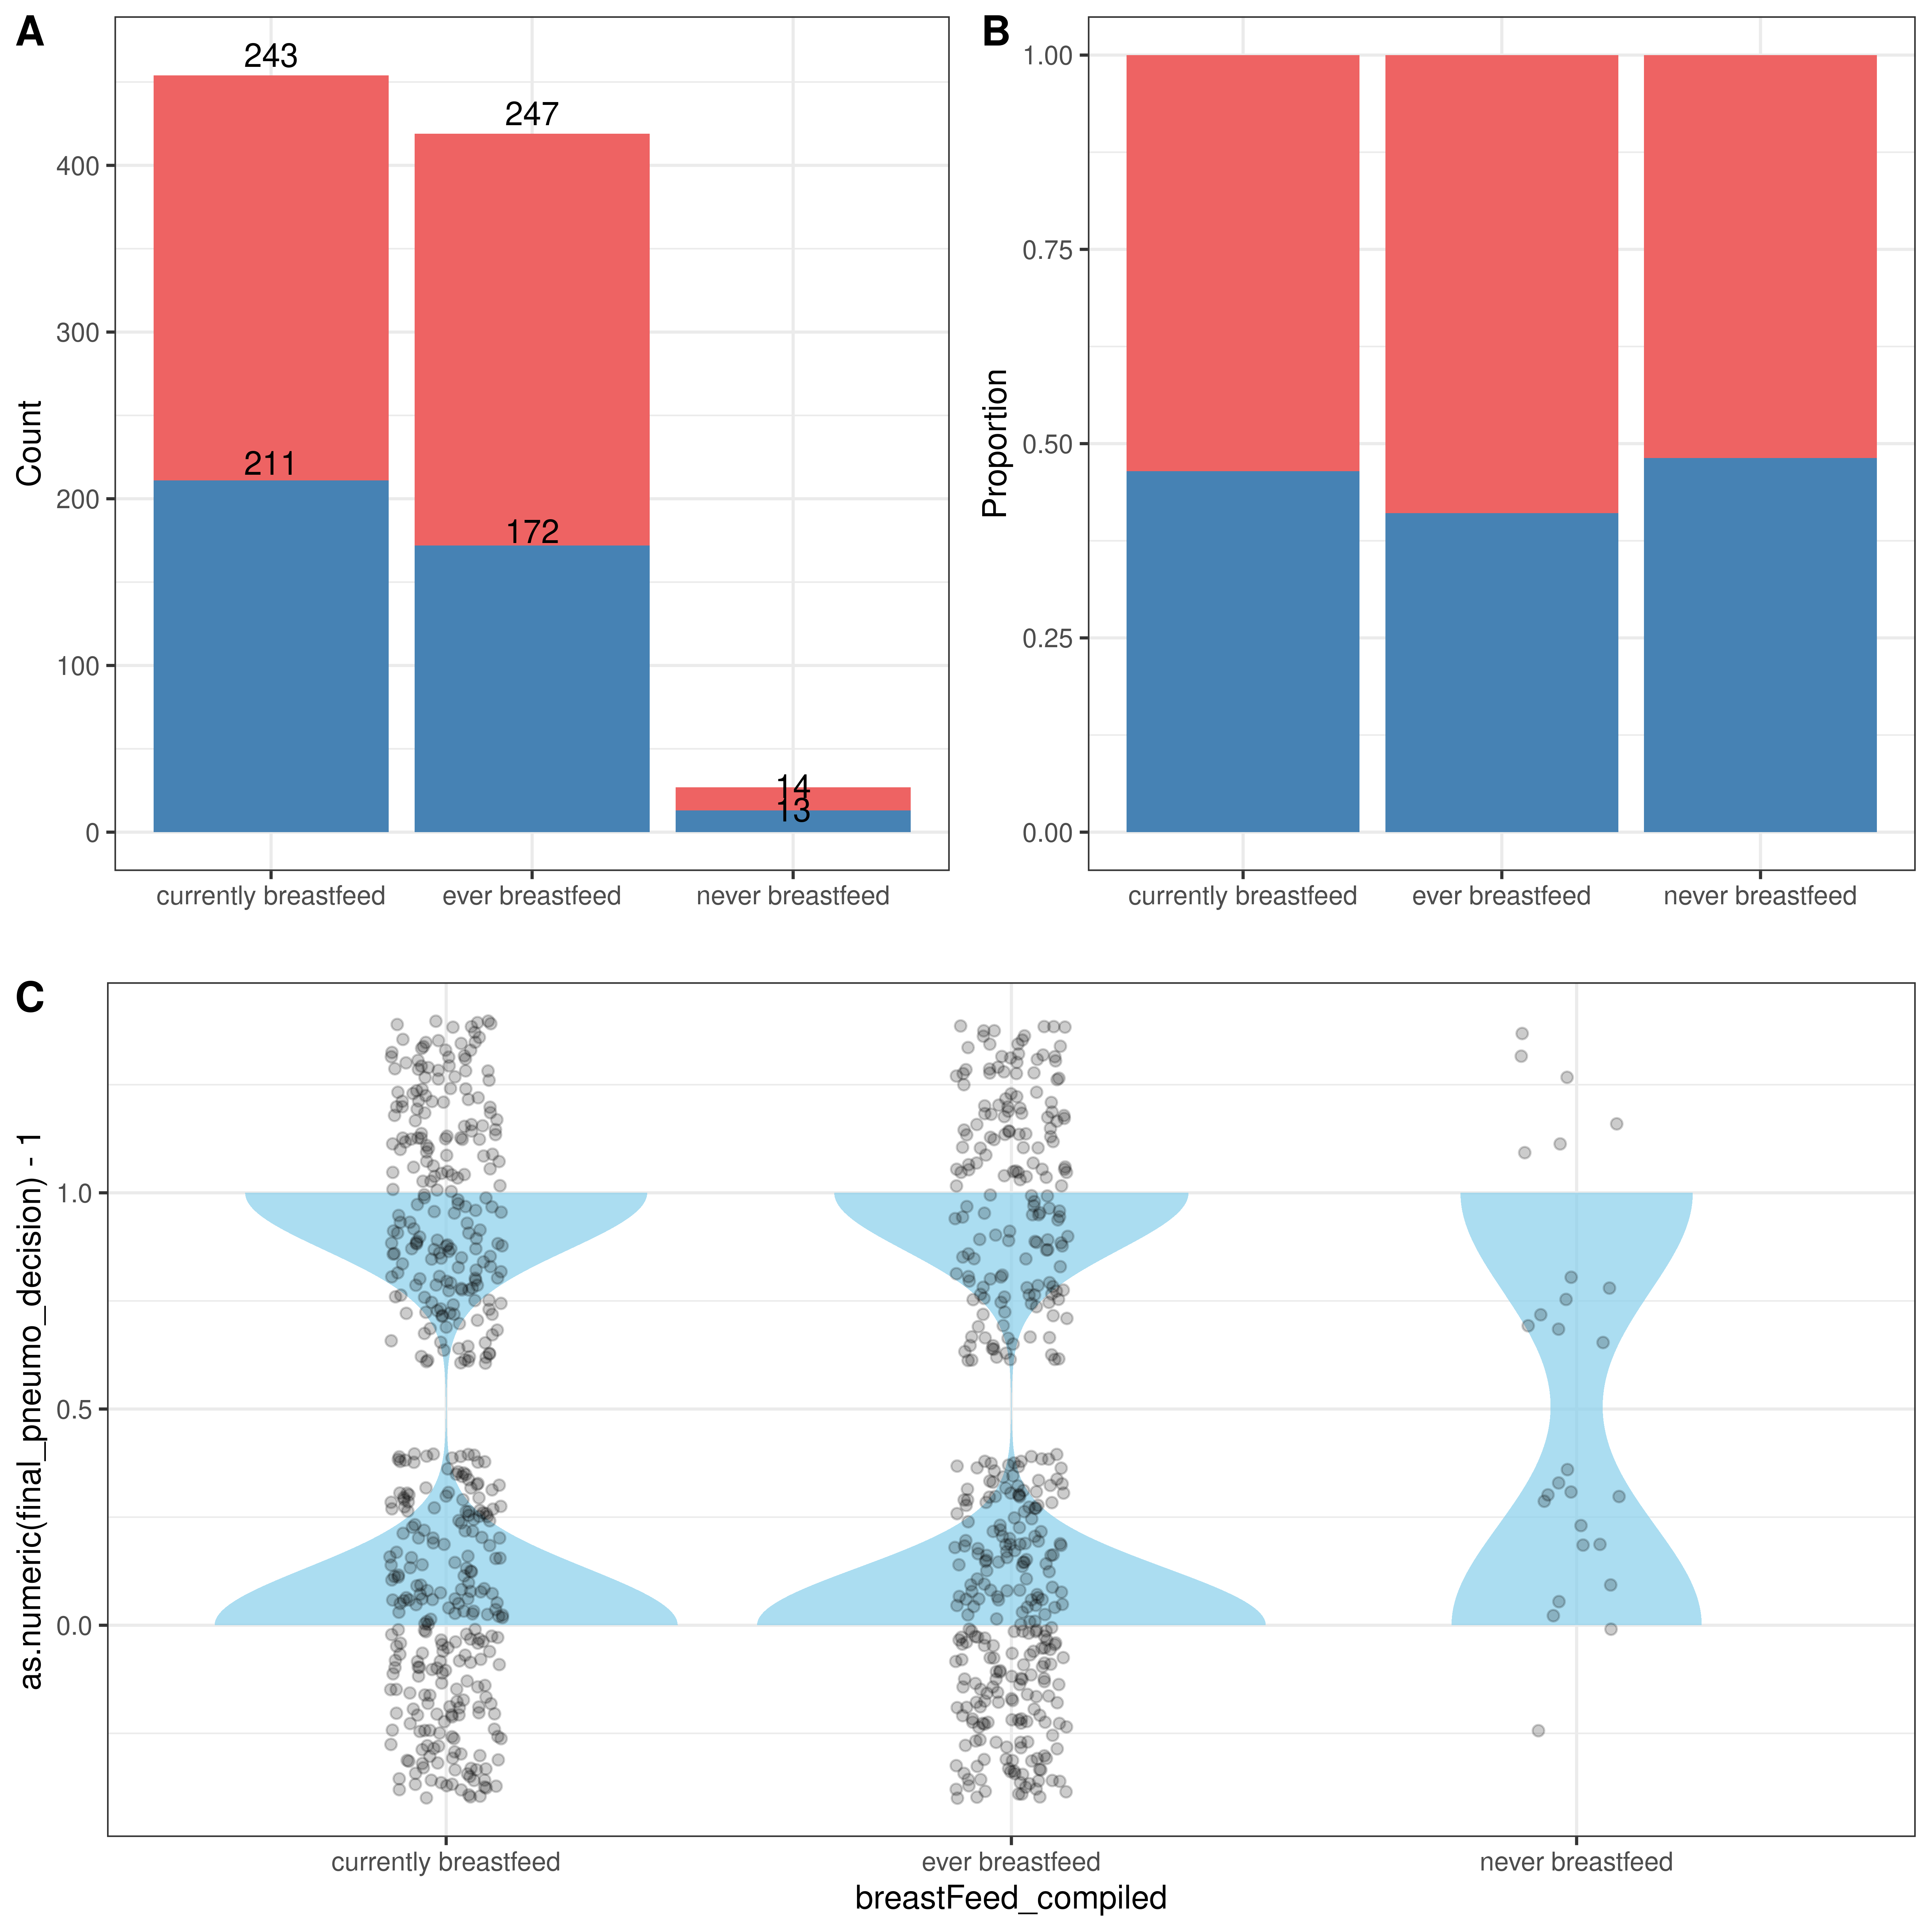 A
243
247
400
300
Count
211
200
172
100
14
13
0
currently breastfeed
ever breastfeed
never breastfeed
B
1.00
0.75
0.50
Proportion
0.25
0.00
currently breastfeed
ever breastfeed
never breastfeed
C
as.numeric(final_pneumo_decision) - 1
1.0
0.5
0.0
currently breastfeed
ever breastfeed
never breastfeed
breastFeed_compiled